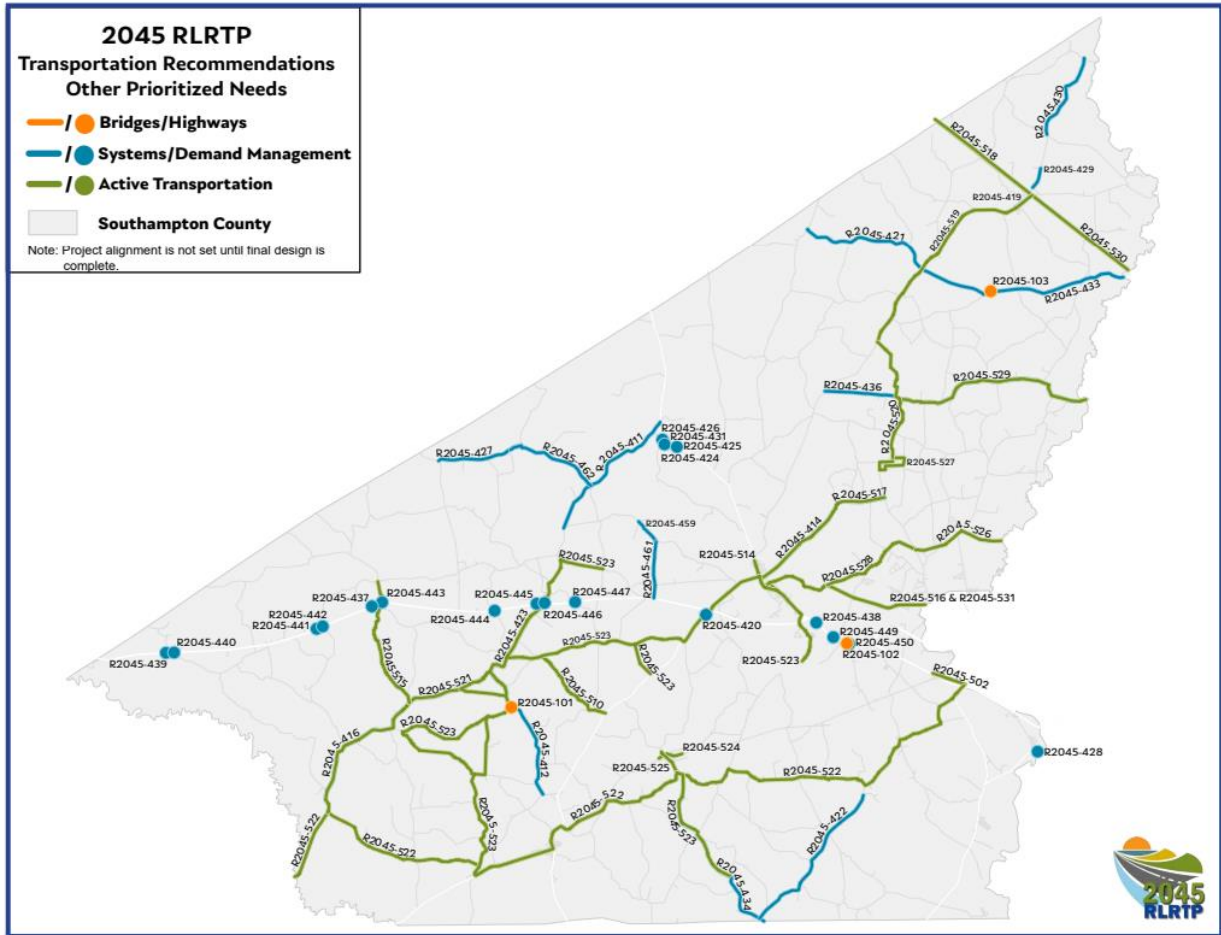 2045 RLRTP
Transportation Recommendations
Other Prioritized Needs
/ Bridges/Highways
/ Systems/Demand Management
/ Active Transportation
Southampton County
Note: Project alignment is not set until final design is
complete.
R2045-430
R2045-518
R2045-429
R2045-419
R2045-519
R2045-421
R2045-530
R2045-103
R2045-433
R2045-436
R2045-529
R2045-520
R2045-426
R2045-431
R2045-425
R2045-424
R2045-411
R2045-427
R2045-462
R2045-527
R2045-517
R2045-459
R2045-414
R2045-526
R2045-514
R2045-523
R2045-461
R2045-528
R2045-437
R2045-443
R2045-445
R2045-447
R2045-516 & R2045-531
R2045-442
R2045-441
R2045-444
R2045-446
R2045-420
R2045-438
R2045-423
R2045-449
R2045-450
R2045-102
R2045-440
R2045-439
R2045-523
R2045-523
R2045-523
R2045-515
R2045-521
R2045-510
R2045-502
R2045-101
R2045-523
R2045-416
R2045-412
R2045-524
R2045-428
R2045-525
R2045-522
R2045-522
R2045-422
R2045-523
R2045-523
R2045-522
R2045-522
R2045-434
2045
RLRTP